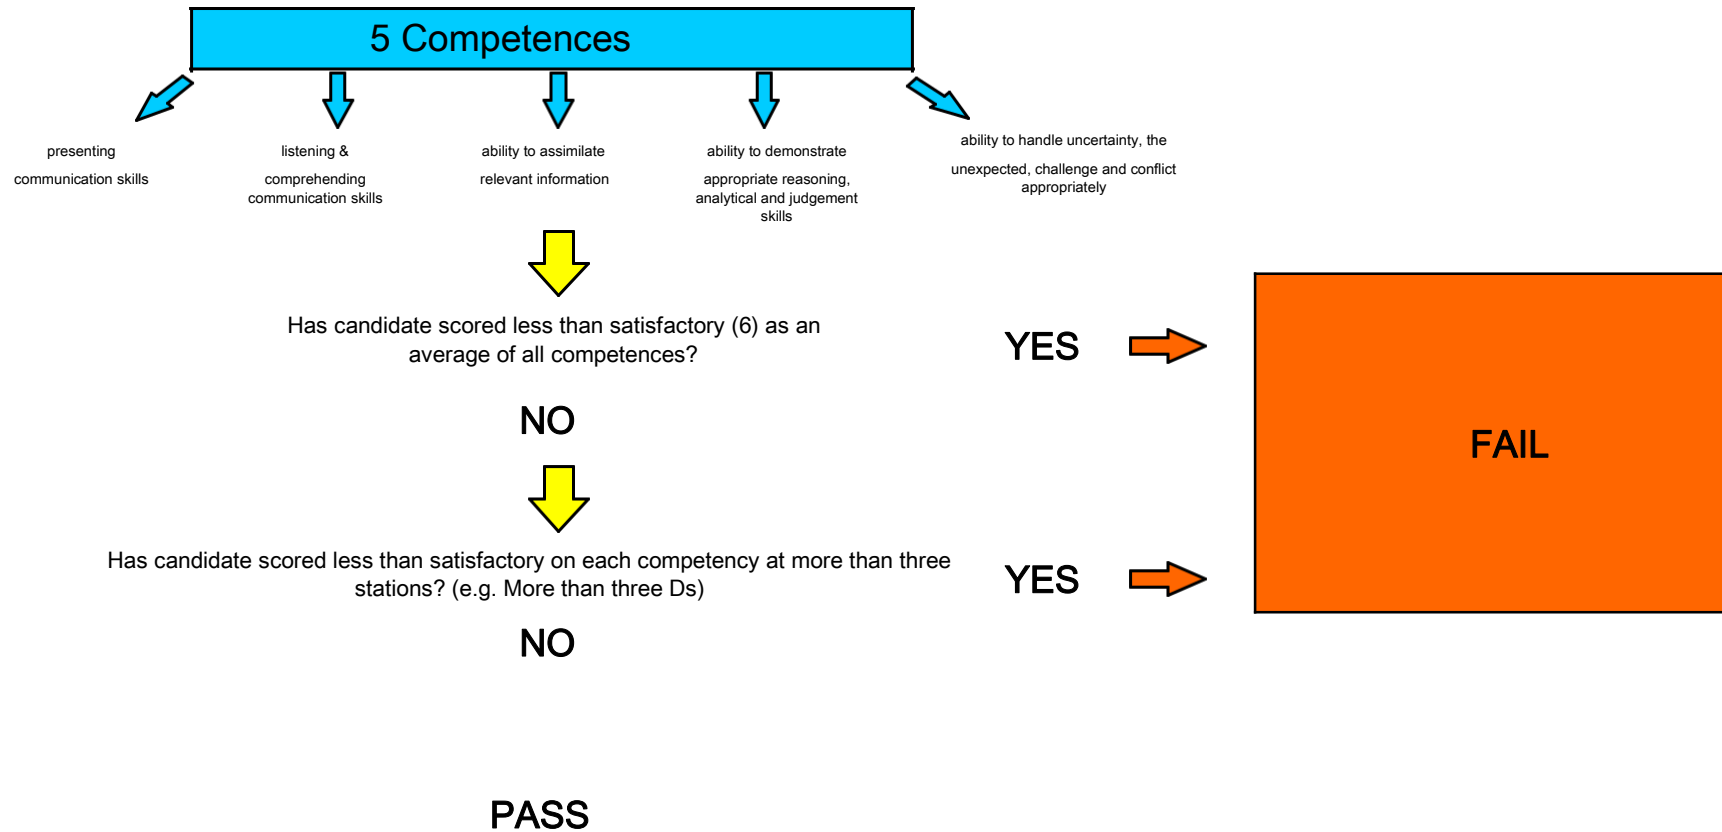 5 Competences
presenting
communication skills
listening &
comprehending
communication skills
ability to assimilate
relevant information
ability to demonstrate
appropriate reasoning,
analytical and judgement
skills
ability to handle uncertainty, the
unexpected, challenge and conflict
appropriately
Has candidate scored less than satisfactory (6) as an
average of all competences?
YES
NO
FAIL
Has candidate scored less than satisfactory on each competency at more than three
stations? (e.g. More than three Ds)
YES
NO
PASS